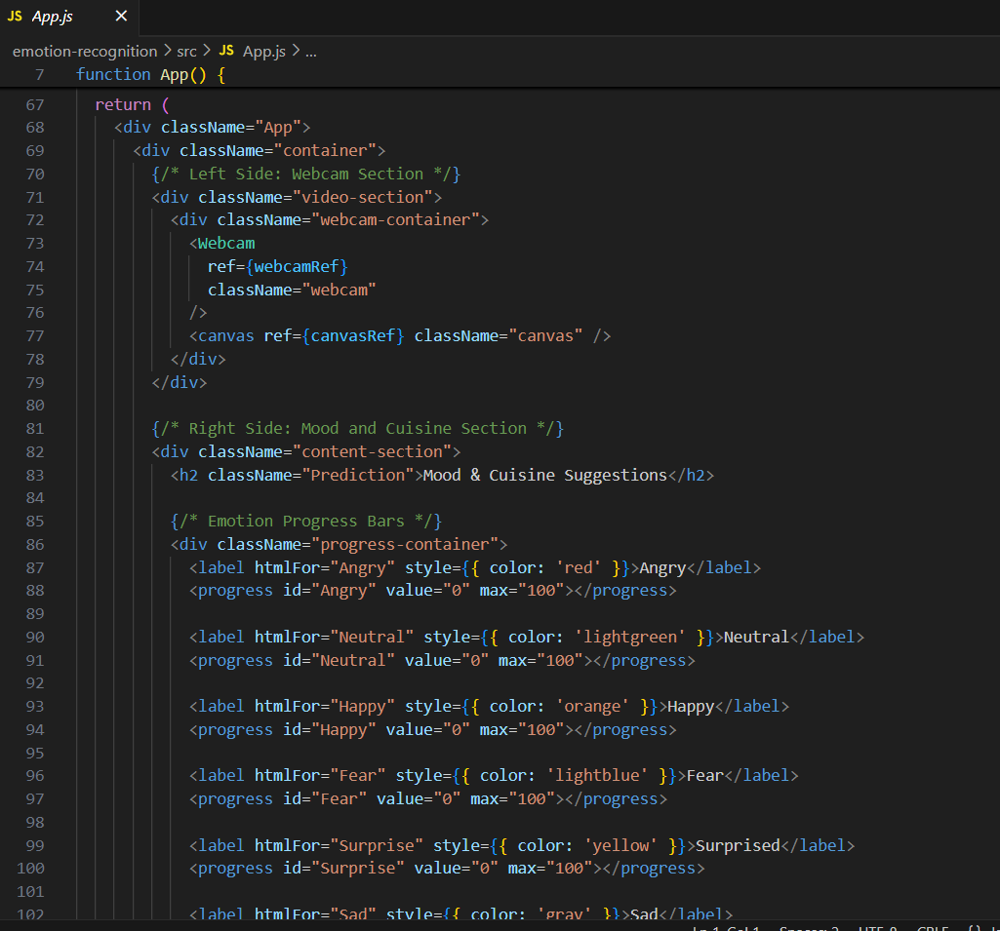 JS App.js ×
emotion-recognition > src > JS App.js > ...
7 function App() {
67 return (
68 <div className="App">
69 <div className="container">
70 {/* Left Side: Webcam Section */}
71 <div className="video-section">
72 <div className="webcam-container">
73 <Webcam
74 ref={webcamRef}
75 className="webcam"
76 />
77 <canvas ref={canvasRef} className="canvas" />
78 </div>
79 </div>
80
81 {/* Right Side: Mood and Cuisine Section */}
82 <div className="content-section">
83 <h2 className="Prediction">Mood & Cuisine Suggestions</h2>
84
85 {/* Emotion Progress Bars */}
86 <div className="progress-container">
87 <label htmlFor="Angry" style={{ color: 'red' }}>Angry</label>
88 <progress id="Angry" value="0" max="100"></progress>
89
90 <label htmlFor="Neutral" style={{ color: 'lightgreen' }}>Neutral</label>
91 <progress id="Neutral" value="0" max="100"></progress>
92
93 <label htmlFor="Happy" style={{ color: 'orange' }}>Happy</label>
94 <progress id="Happy" value="0" max="100"></progress>
95
96 <label htmlFor="Fear" style={{ color: 'lightblue' }}>Fear</label>
97 <progress id="Fear" value="0" max="100"></progress>
98
99 <label htmlFor="Surprise" style={{ color: 'yellow' }}>Surprised</label>
100 <progress id="Surprise" value="0" max="100"></progress>
101
102 <label htmlFor="Sad" style={{ color: 'gray' }}>Sad</label>
Ln 1, Col 1 Spaces: 2 UTF-8 CRLF {}